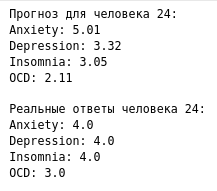 Прогноз для человека 24:
Anxiety: 5.01
Depression: 3.32
Insomnia: 3.05
OCD: 2.11
Реальные ответы человека 24:
Anxiety: 4.0
Depression: 4.0
Insomnia: 4.0
OCD: 3.0